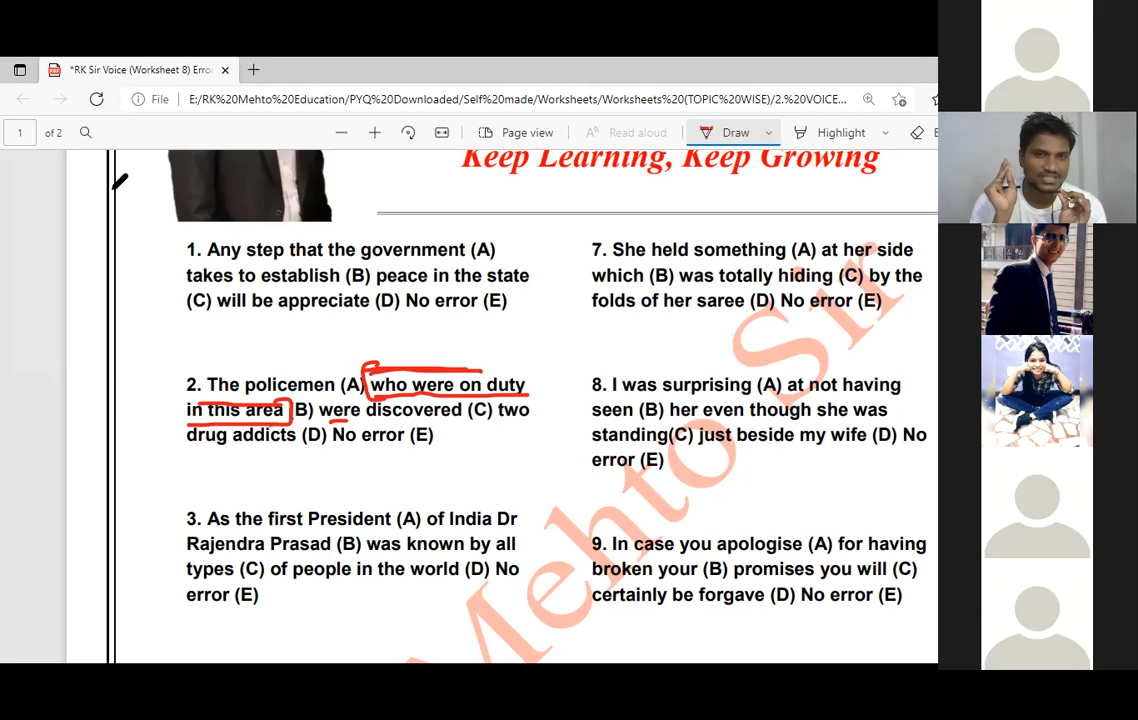 *RK Sir Voice (Worksheet 8) Erro
File E:/RK%20Mehto%20Education/PYQ%20Downloaded/Self%20made/Worksheets/Worksheets%20(TOPIC%20WISE)/2.%20VOICE...
1 of 2 Page view Read aloud Draw Highlight E
Keep Learning, Keep Growing
1. Any step that the government (A)
takes to establish (B) peace in the state
(C) will be appreciate (D) No error (E)
2. The policemen (A) who were on duty
in this area (B) were discovered (C) two
drug addicts (D) No error (E)
3. As the first President (A) of India Dr
Rajendra Prasad (B) was known by all
types (C) of people in the world (D) No
error (E)
7. She held something (A) at her side
which (B) was totally hiding (C) by the
folds of her saree (D) No error (E)
8. I was surprising (A) at not having
seen (B) her even though she was
standing(C) just beside my wife (D) No
error (E)
9. In case you apologise (A) for having
broken your (B) promises you will (C)
certainly be forgave (D) No error (E)
Mehto Sir